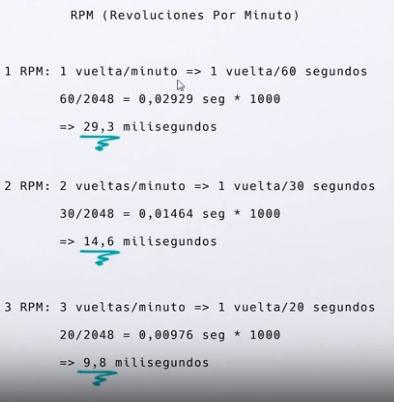 RPM (Revoluciones Por Minuto)
1 RPM: 1 vuelta/minuto => 1 vuelta/60 segundos
60/2048 = 0,02929 seg * 1000
=> 29,3 milisegundos
2 RPM: 2 vueltas/minuto => 1 vuelta/30 segundos
30/2048 = 0,01464 seg * 1000
=> 14,6 milisegundos
3 RPM: 3 vueltas/minuto => 1 vuelta/20 segundos
20/2048 = 0,00976 seg * 1000
=> 9,8 milisegundos